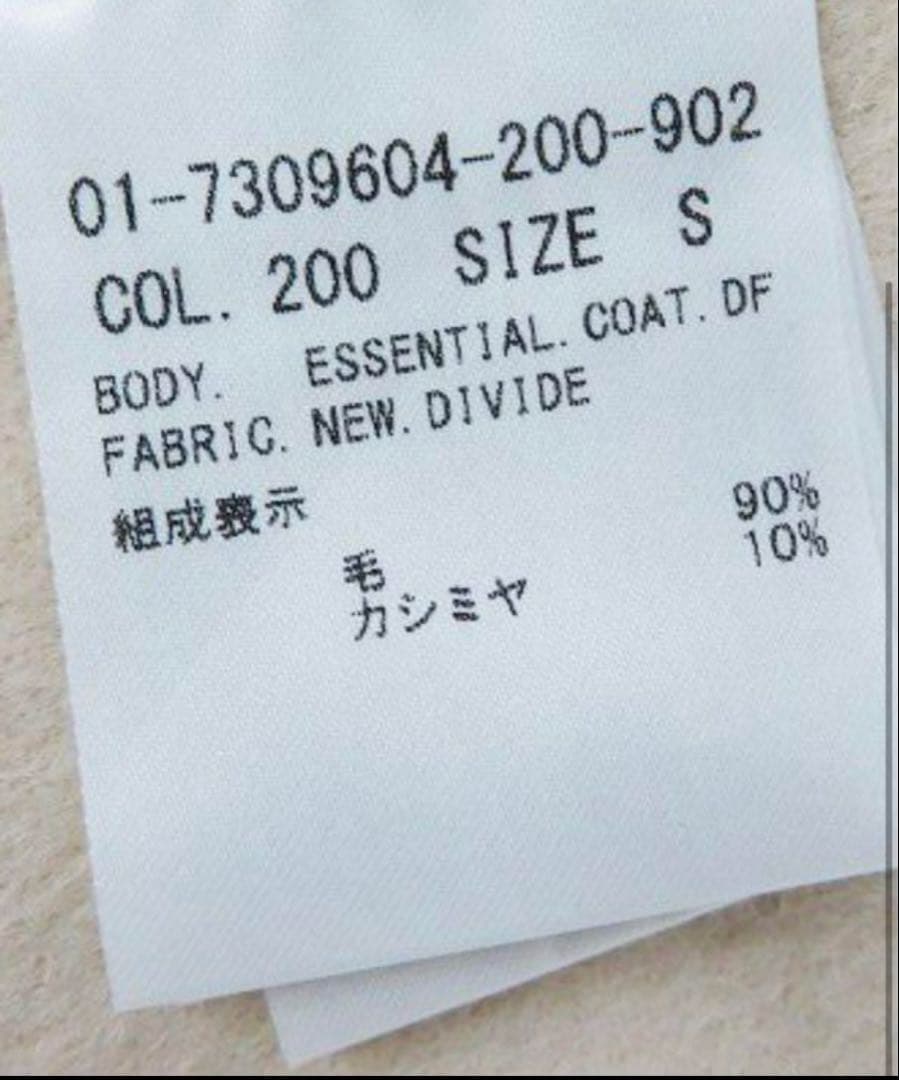 01-7309604-200-902
COL. 200 SIZE S
BODY. ESSENTIAL.COAT.DF
FABRIC. NEW.DIVIDE
組成表示
毛 90%
カシミヤ 10%